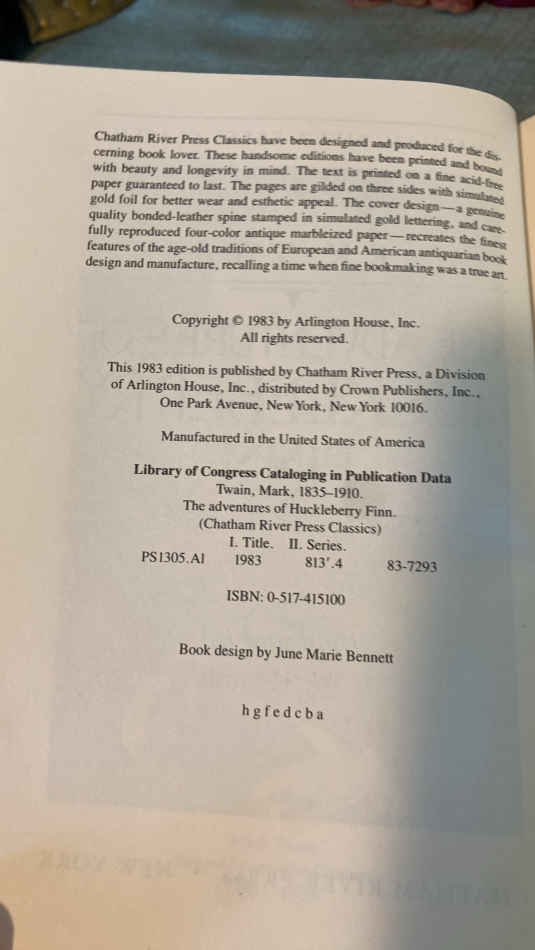 Chatham River Press Classics have been designed and produced for the dis-
cerning book lover. These handsome editions have been printed and bound
with beauty and longevity in mind. The text is printed on a fine acid-free
paper guaranteed to last. The pages are gilded on three sides with simulated
gold foil for better wear and esthetic appeal. The cover design—a genuine
quality bonded-leather spine stamped in simulated gold lettering, and care-
fully reproduced four-color antique marbleized paper—recreates the finest
features of the age-old traditions of European and American antiquarian book
design and manufacture, recalling a time when fine bookmaking was a true art.
Copyright © 1983 by Arlington House, Inc.
All rights reserved.
This 1983 edition is published by Chatham River Press, a Division
of Arlington House, Inc., distributed by Crown Publishers, Inc.,
One Park Avenue, New York, New York 10016.
Manufactured in the United States of America
Library of Congress Cataloging in Publication Data
Twain, Mark, 1835–1910.
The adventures of Huckleberry Finn.
(Chatham River Press Classics)
I. Title. II. Series.
PS1305.A1 1983 813'.4 83-7293
ISBN: 0-517-415100
Book design by June Marie Bennett
h g f e d c b a